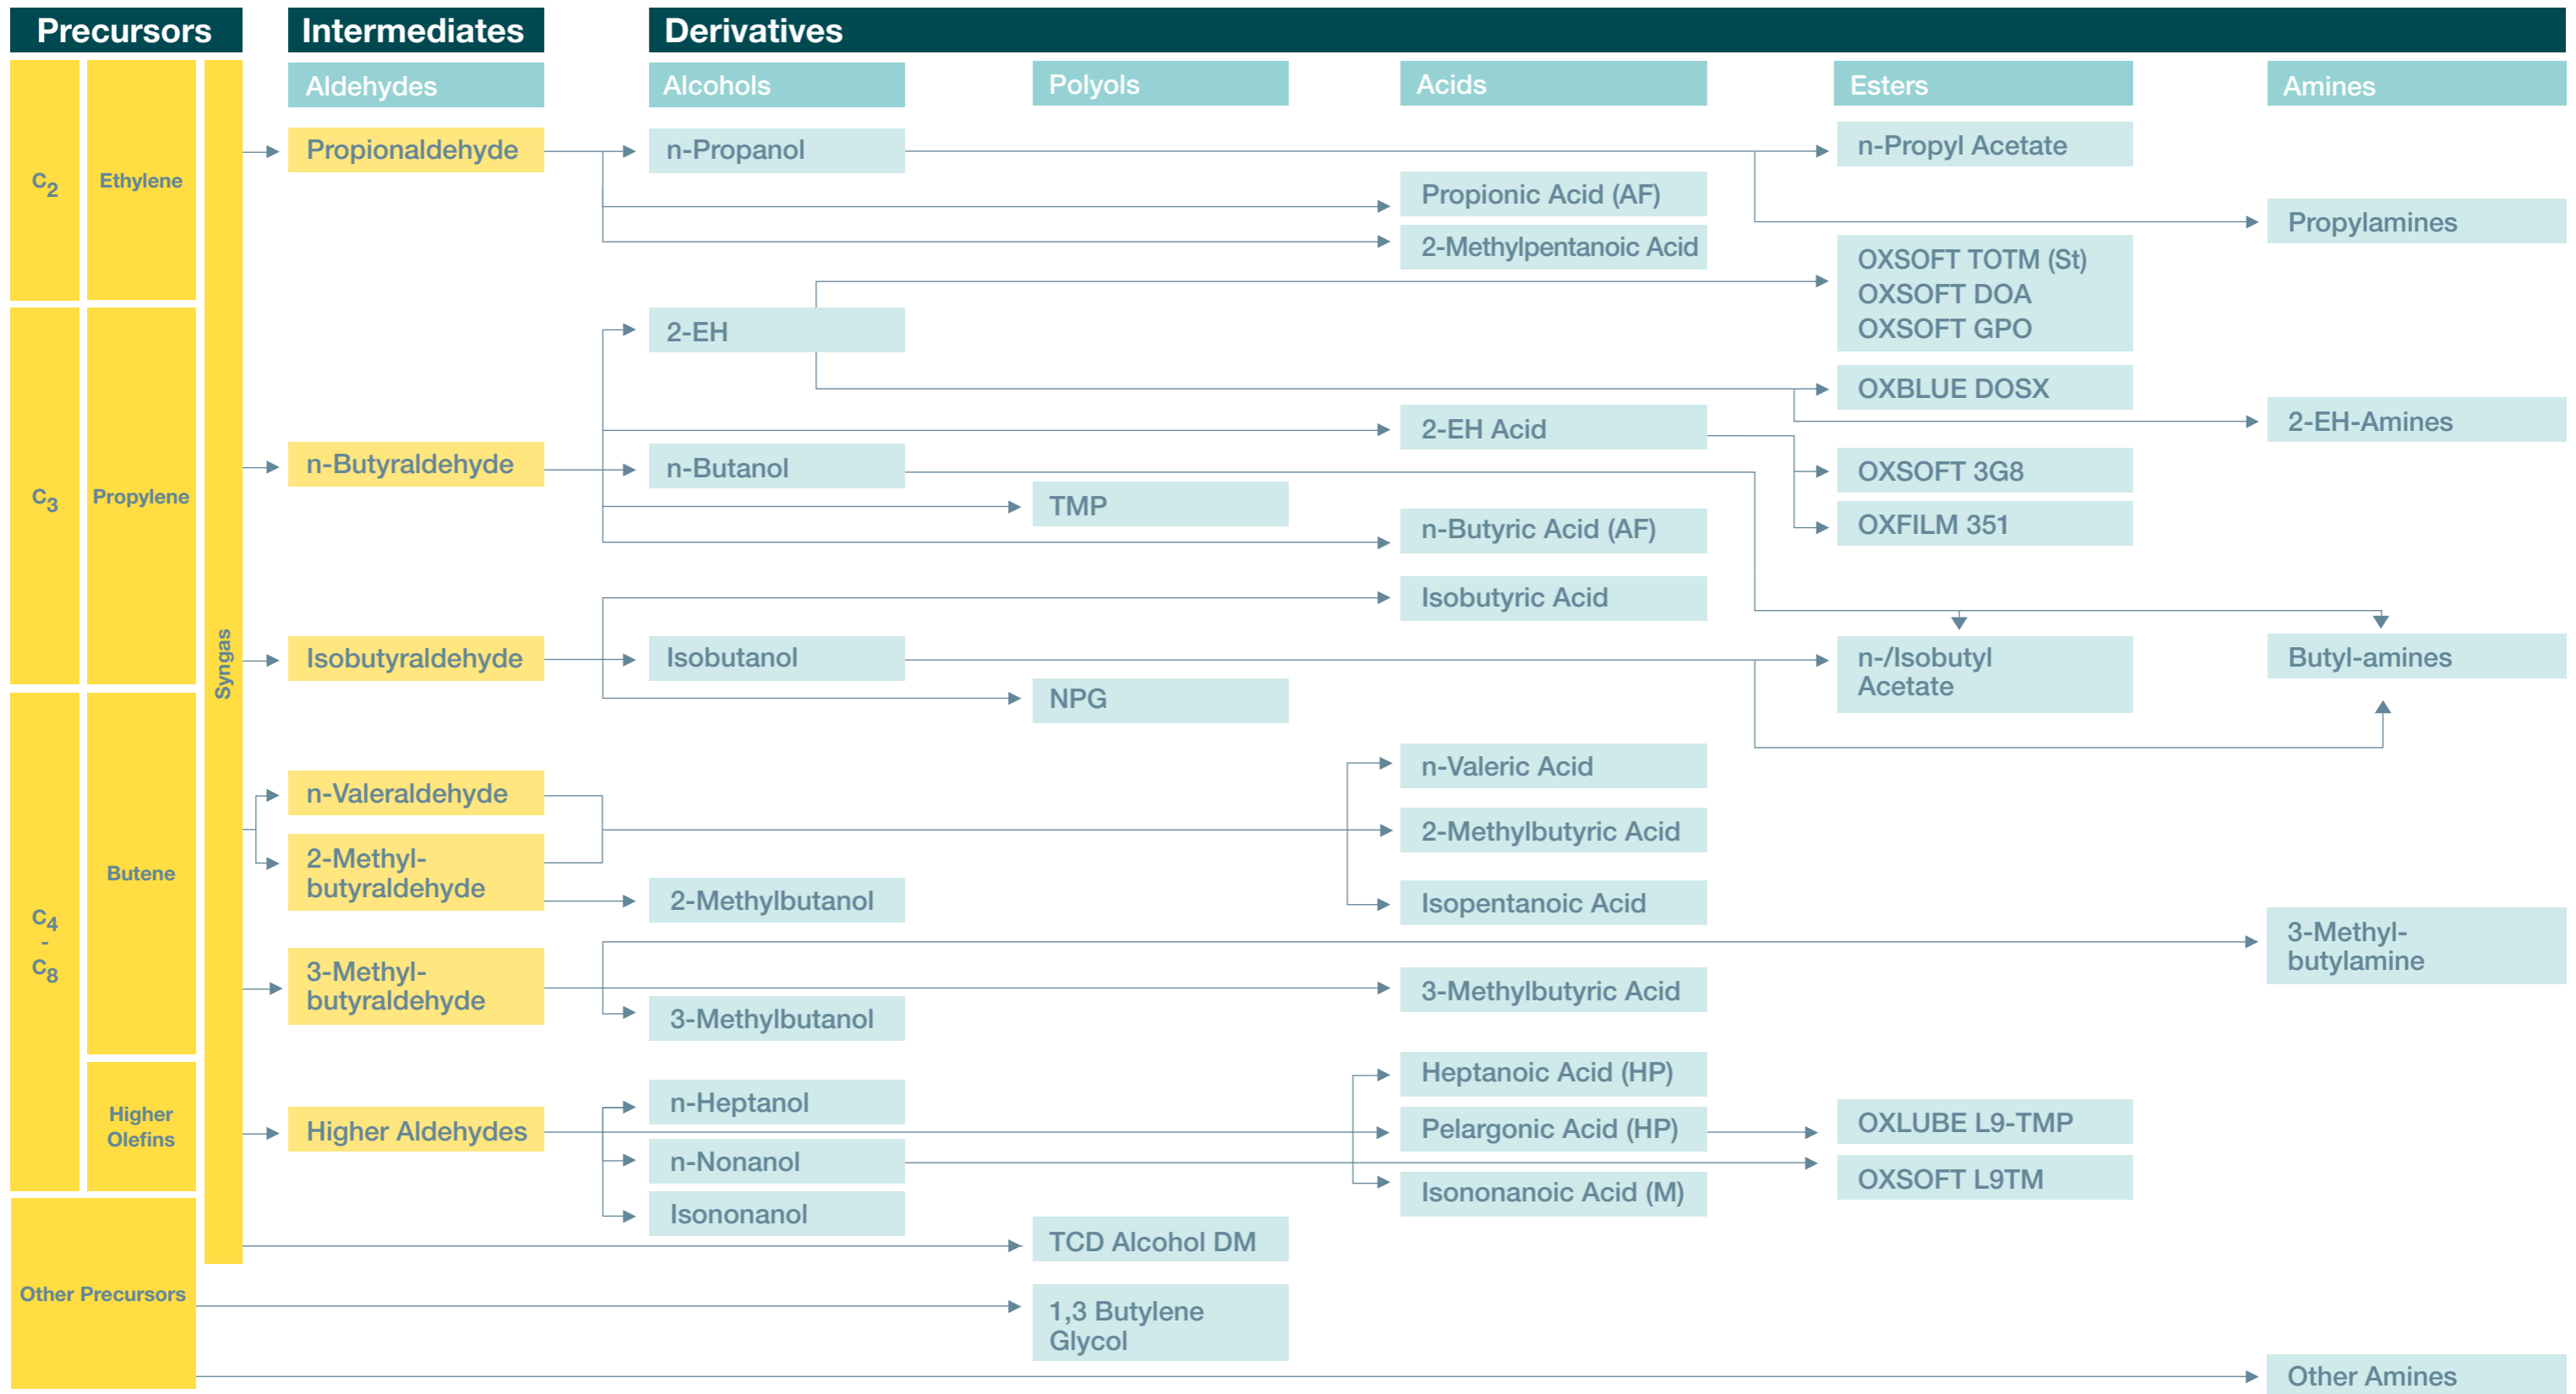 Precursors
Intermediates
Derivatives
Aldehydes
Alcohols
Polyols
Acids
Esters
Amines
C2
Ethylene
C3
Propylene
C4
-
C8
Butene
Higher
Olefins
Other Precursors
Syngas
Propionaldehyde
n-Propanol
n-Propyl Acetate
Propionic Acid (AF)
2-Methylpentanoic Acid
Propylamines
2-EH
OXSOFT TOTM (St)
OXSOFT DOA
OXSOFT GPO
OXBLUE DOSX
2-EH Acid
2-EH-Amines
n-Butyraldehyde
n-Butanol
OXSOFT 3G8
TMP
n-Butyric Acid (AF)
OXFILM 351
Isobutyric Acid
Isobutyraldehyde
Isobutanol
n-/Isobutyl
Acetate
Butyl-amines
NPG
n-Valeraldehyde
n-Valeric Acid
2-Methyl-
butyraldehyde
2-Methylbutyric Acid
2-Methylbutanol
Isopentanoic Acid
3-Methyl-
butylamine
3-Methyl-
butyraldehyde
3-Methylbutyric Acid
3-Methylbutanol
Heptanoic Acid (HP)
n-Heptanol
Higher Aldehydes
Pelargonic Acid (HP)
OXLUBE L9-TMP
n-Nonanol
Isononanoic Acid (M)
OXSOFT L9TM
Isononanol
TCD Alcohol DM
1,3 Butylene
Glycol
Other Amines